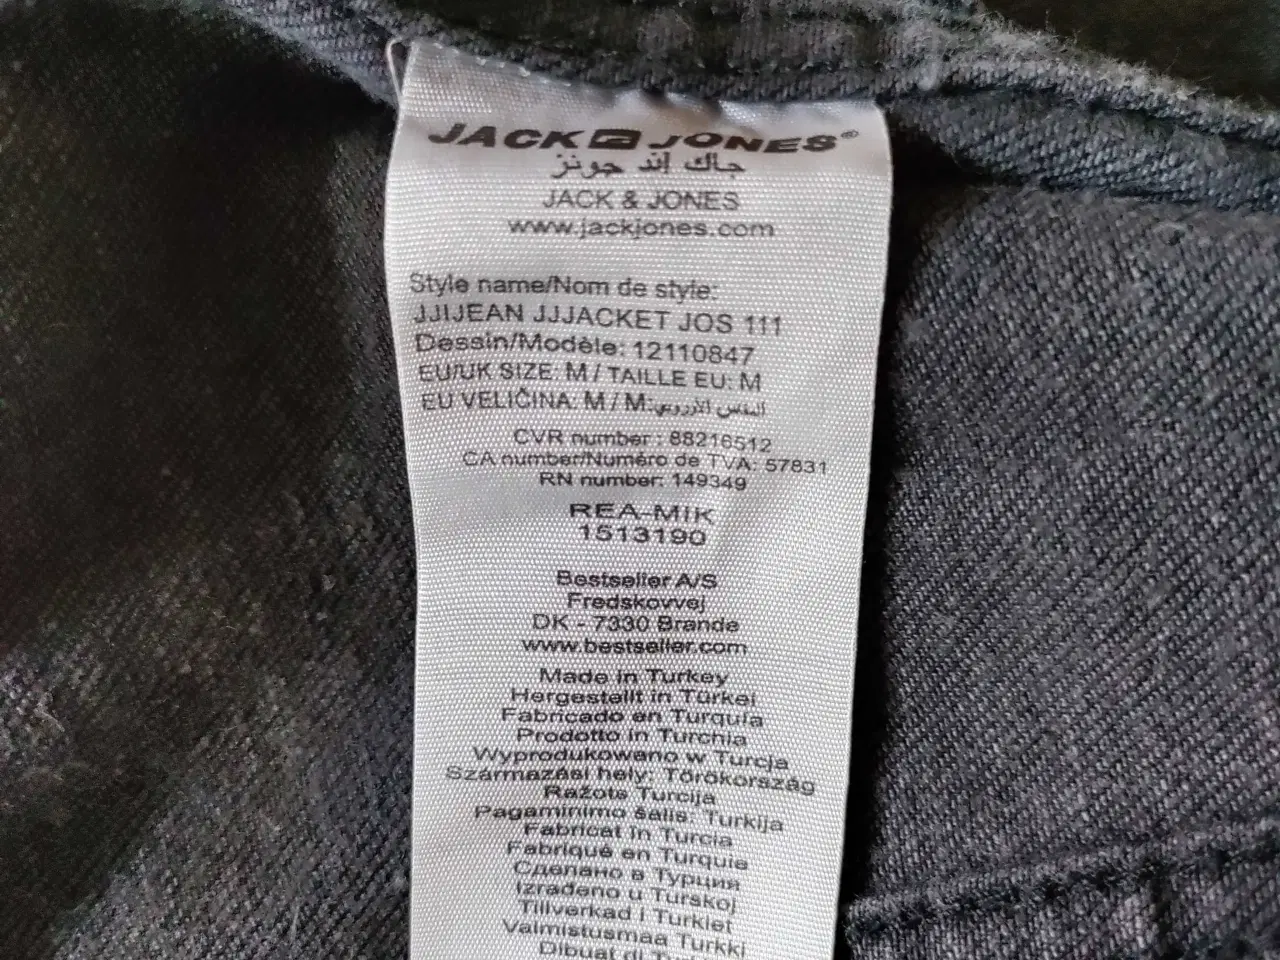 JACK & JONES®
جاك إند جونز
JACK & JONES
www.jackjones.com
Style name/Nom de style:
JJIJEAN JJJACKET JOS 111
Dessin/Modèle: 12110847
EU/UK SIZE: M / TAILLE EU: M
EU VELIČINA: M / M:المقاس الأوروبي
CVR number : 88216512
CA number/Numéro de TVA: 57831
RN number: 149349
REA-MIK
1513190
Bestseller A/S
Fredskovvej
DK - 7330 Brande
www.bestseller.com
Made in Turkey
Hergestellt in Türkei
Fabricado en Turquía
Prodotto in Turchia
Wyprodukowano w Turcja
Származási hely: Törökország
Ražots Turcija
Pagaminimo šalis: Turkija
Fabricat în Turcia
Fabriqué en Turquie
Сделано в Турция
Izrađeno u Turskoj
Tillverkad i Turkiet
Valmistusmaa Turkki
Dibuat di